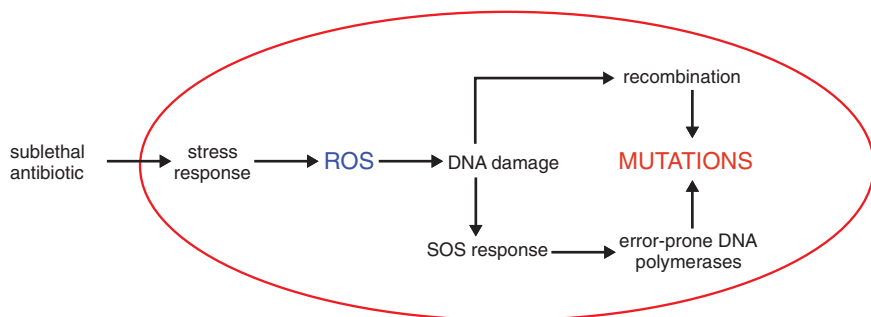 recombination
sublethal
antibiotic
stress
response
ROS
DNA damage
MUTATIONS
SOS response
error-prone DNA
polymerases